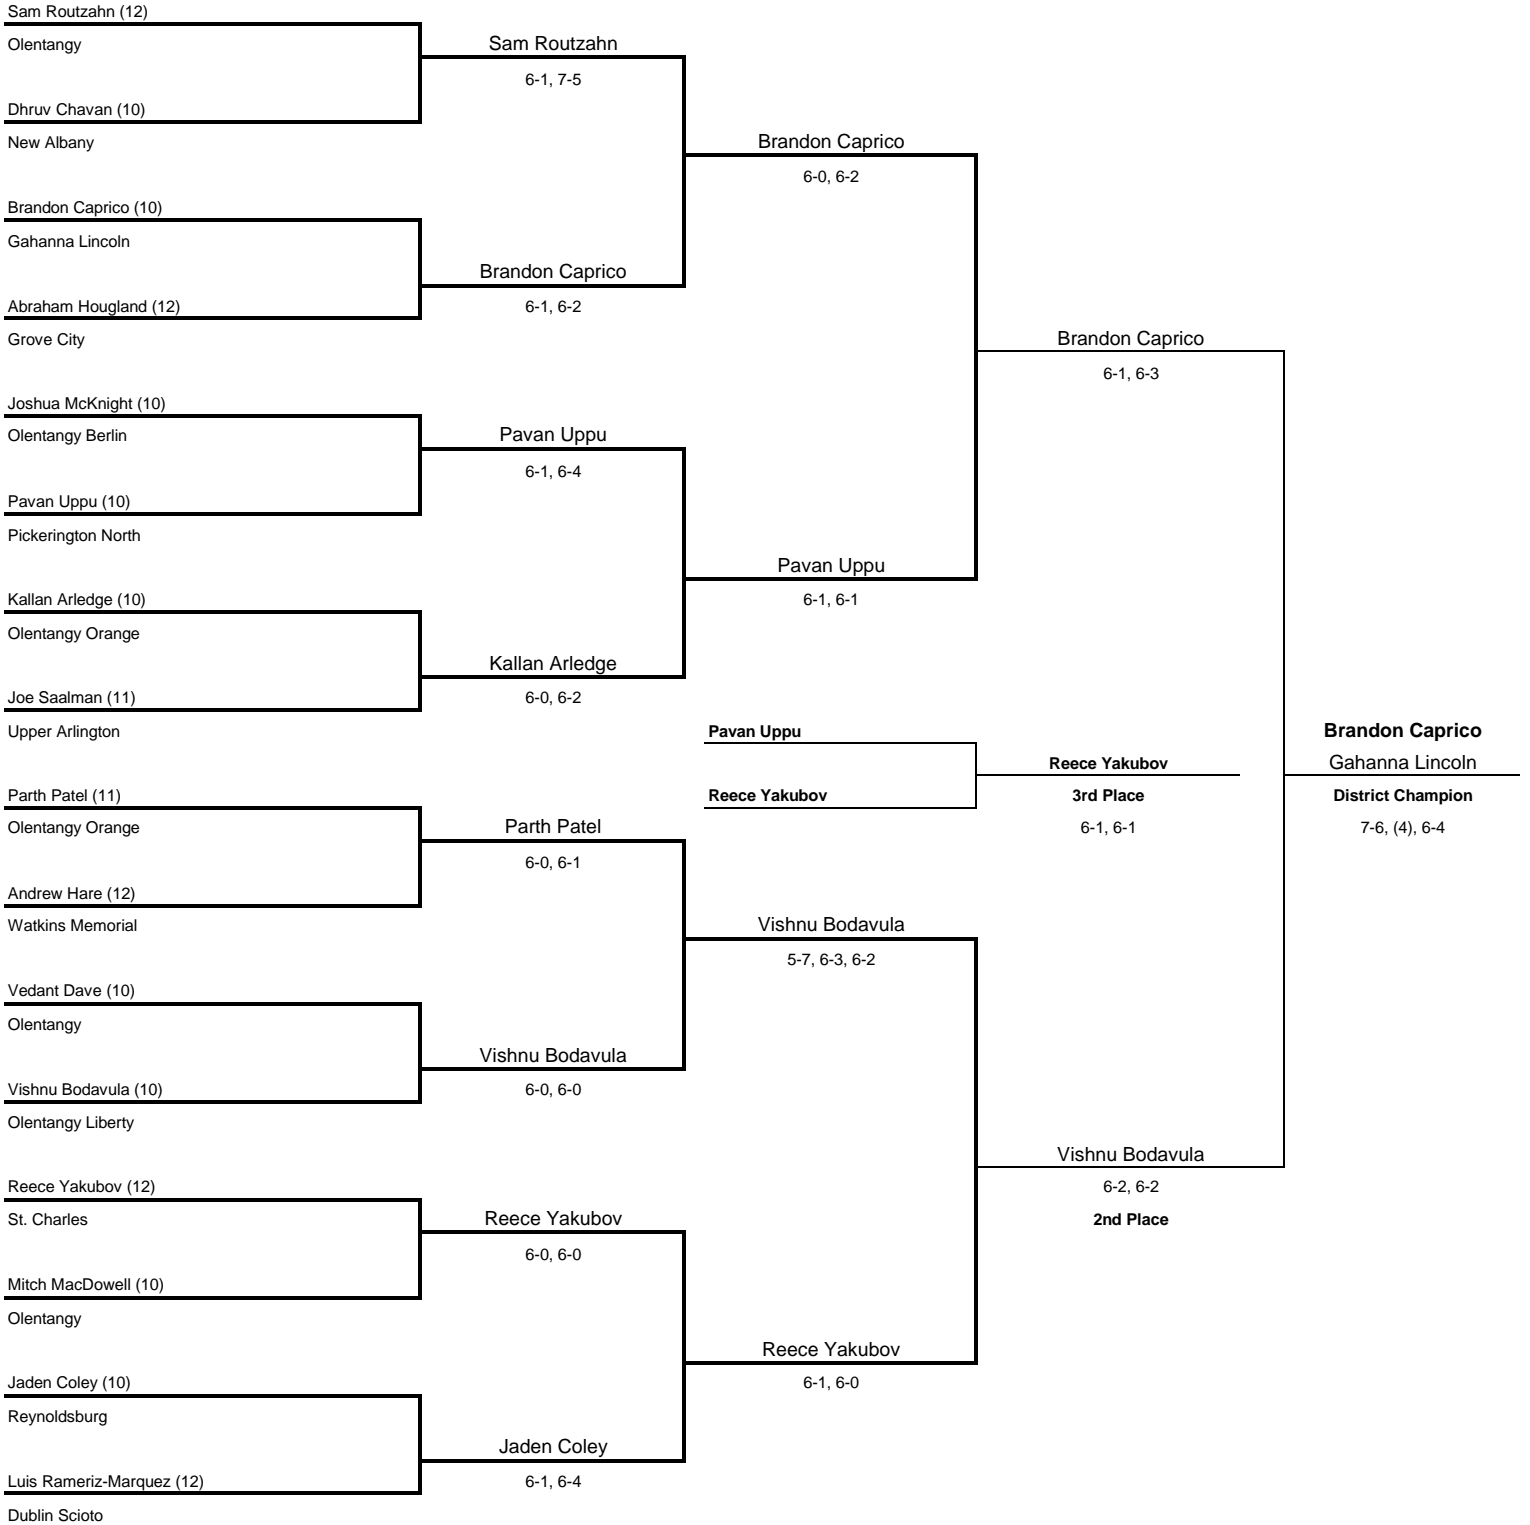 Sam Routzahn (12)
Olentangy
Dhruv Chavan (10)
New Albany
Brandon Caprico (10)
Gahanna Lincoln
Abraham Hougland (12)
Grove City
Joshua McKnight (10)
Olentangy Berlin
Pavan Uppu (10)
Pickerington North
Kallan Arledge (10)
Olentangy Orange
Joe Saalman (11)
Upper Arlington
Parth Patel (11)
Olentangy Orange
Andrew Hare (12)
Watkins Memorial
Vedant Dave (10)
Olentangy
Vishnu Bodavula (10)
Olentangy Liberty
Reece Yakubov (12)
St. Charles
Mitch MacDowell (10)
Olentangy
Jaden Coley (10)
Reynoldsburg
Luis Rameriz-Marquez (12)
Dublin Scioto
Sam Routzahn
6-1, 7-5
Brandon Caprico
6-1, 6-2
Pavan Uppu
6-1, 6-4
Kallan Arledge
6-0, 6-2
Parth Patel
6-0, 6-1
Vishnu Bodavula
6-0, 6-0
Reece Yakubov
6-0, 6-0
Jaden Coley
6-1, 6-4
Brandon Caprico
6-0, 6-2
Pavan Uppu
6-1, 6-1
Pavan Uppu
Reece Yakubov
Vishnu Bodavula
5-7, 6-3, 6-2
Reece Yakubov
6-1, 6-0
Brandon Caprico
6-1, 6-3
Reece Yakubov
3rd Place
6-1, 6-1
Vishnu Bodavula
6-2, 6-2
2nd Place
Brandon Caprico
Gahanna Lincoln
District Champion
7-6, (4), 6-4